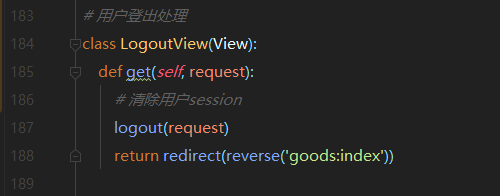 183 # 用户登出处理
184 class LogoutView(View):
185 def get(self, request):
186 # 清除用户session
187 logout(request)
188 return redirect(reverse('goods:index'))
189